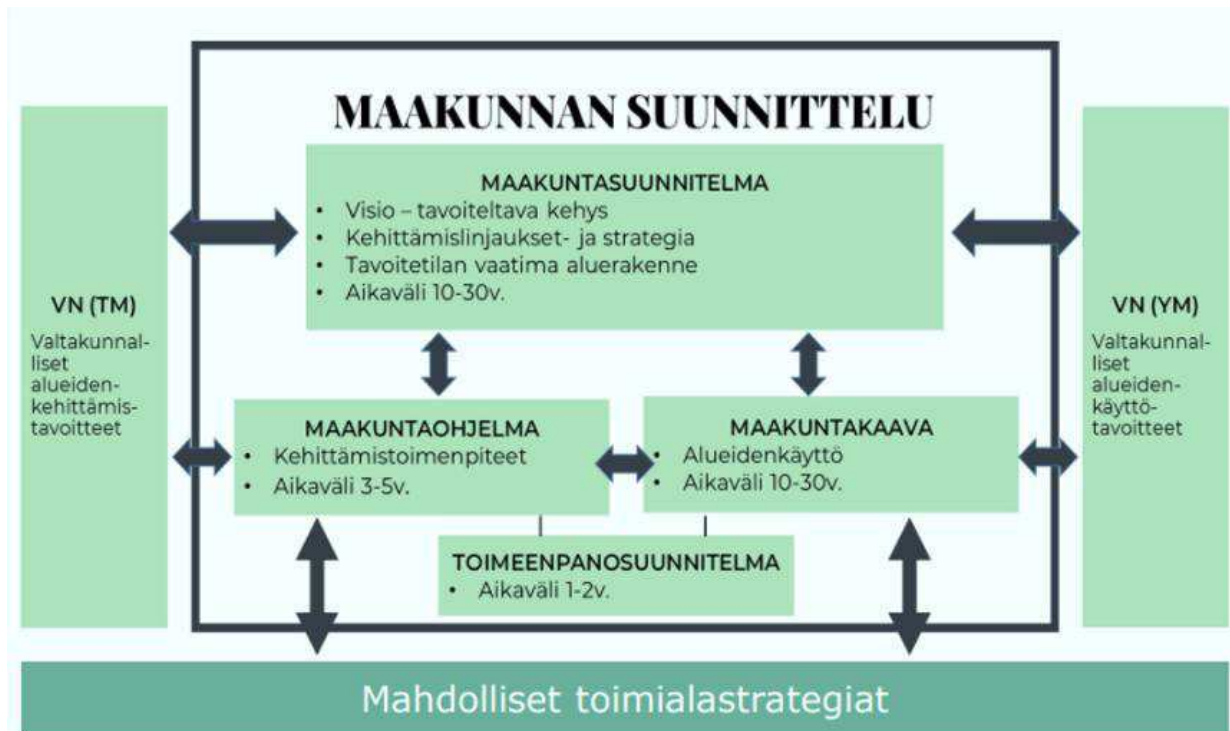 MAAKUNNAN SUUNNITTELU
MAAKUNTASUUNNITELMA
• Visio – tavoiteltava kehys
• Kehittämislinjaukset- ja strategia
• Tavoitetilan vaatima aluerakenne
• Aikaväli 10-30v.
VN (TM)
Valtakunnal-
liset
alueiden-
kehittämis-
tavoitteet
VN (YM)
Valtakunnal-
liset
alueiden-
käyttö-
tavoitteet
MAAKUNTAOHJELMA
• Kehittämistoimenpiteet
• Aikaväli 3-5v.
MAAKUNTAKAAVA
• Alueidenkäyttö
• Aikaväli 10-30v.
TOIMEENPANOSUUNNITELMA
• Aikaväli 1-2v.
Mahdolliset toimialastrategiat